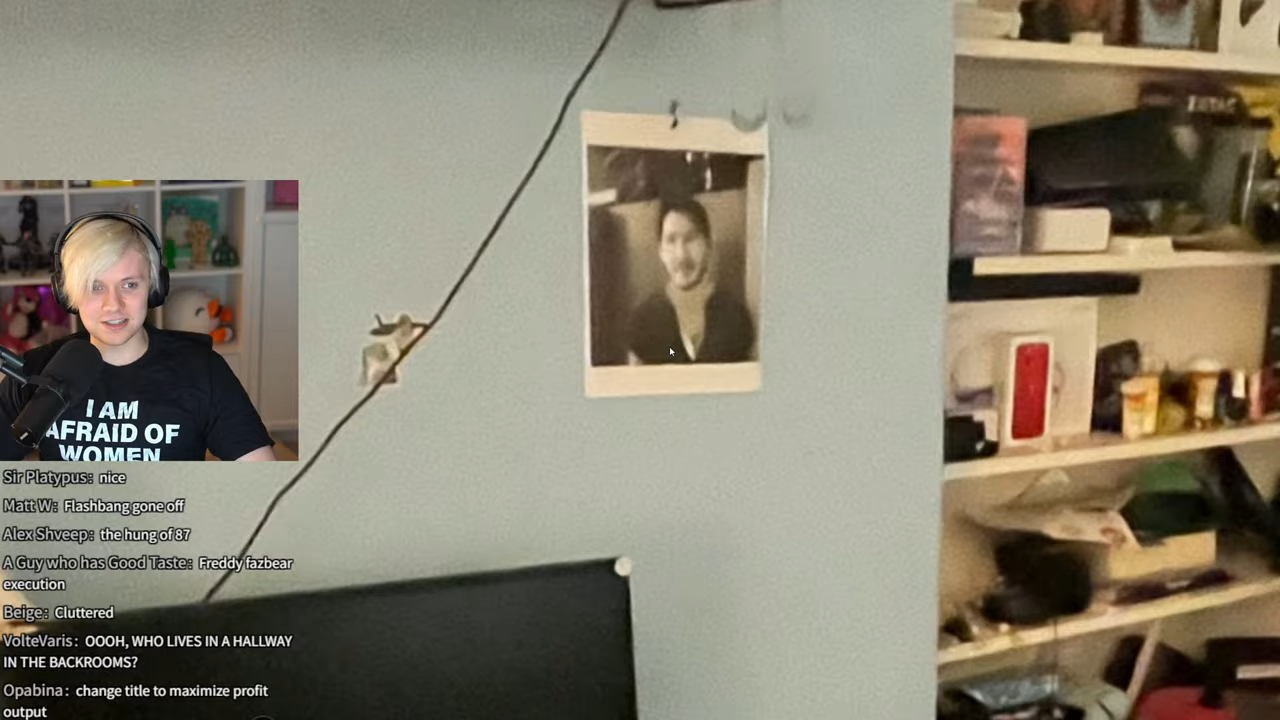 I AM
AFRAID OF
WOMEN
Sir Platypus: nice
Matt W: Flashbang gone off
Alex Shveep: the hung of 87
A Guy who has Good Taste: Freddy fazbear
execution
Beige: Cluttered
VolteVaris: OOOH, WHO LIVES IN A HALLWAY
IN THE BACKROOMS?
Opabina: change title to maximize profit
output